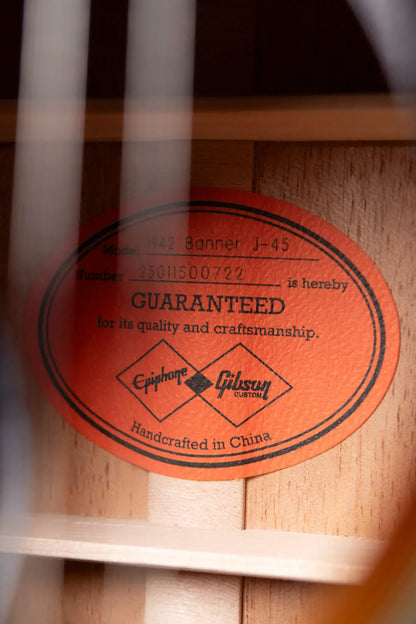 Model 1942 Banner J-45
Number 25011500722 is hereby
GUARANTEED
for its quality and craftsmanship.
Epiphone Gibson
CUSTOM
Handcrafted in China